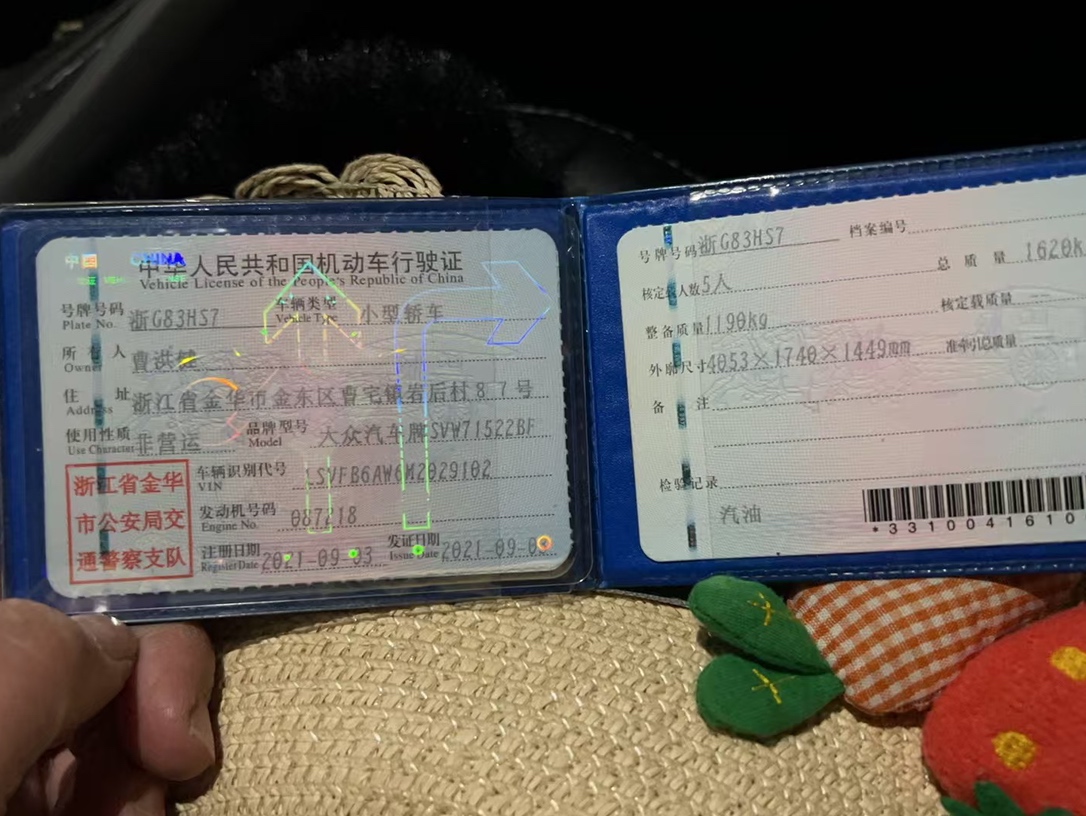 中国 CHINA
中华人民共和国机动车行驶证
Vehicle License of the People's Republic of China
号牌号码 浙G83HS7 车辆类型 小型轿车
Plate No. Vehicle Type
所有人 曹洪
Owner
住址 浙江省金华市金东区曹宅镇岩后村87号
Address
使用性质 非营运 品牌型号 大众汽车牌SVW71522BF
Use Character Model
浙江省金华
市公安局交
通警察支队
车辆识别代号 LSVFB6AW6M2029102
VIN
发动机号码 087218
Engine No.
注册日期 2021-09-03 发证日期 2021-09-0
Register Date Issue Date
号牌号码 浙G83HS7 档案编号
核定载人数 5人 总质量 1620k
整备质量 1190kg 核定载质量 --
外廓尺寸 4053×1740×1449mm 准牵引总质量 --
备注
检验记录
汽油
*331004161 0